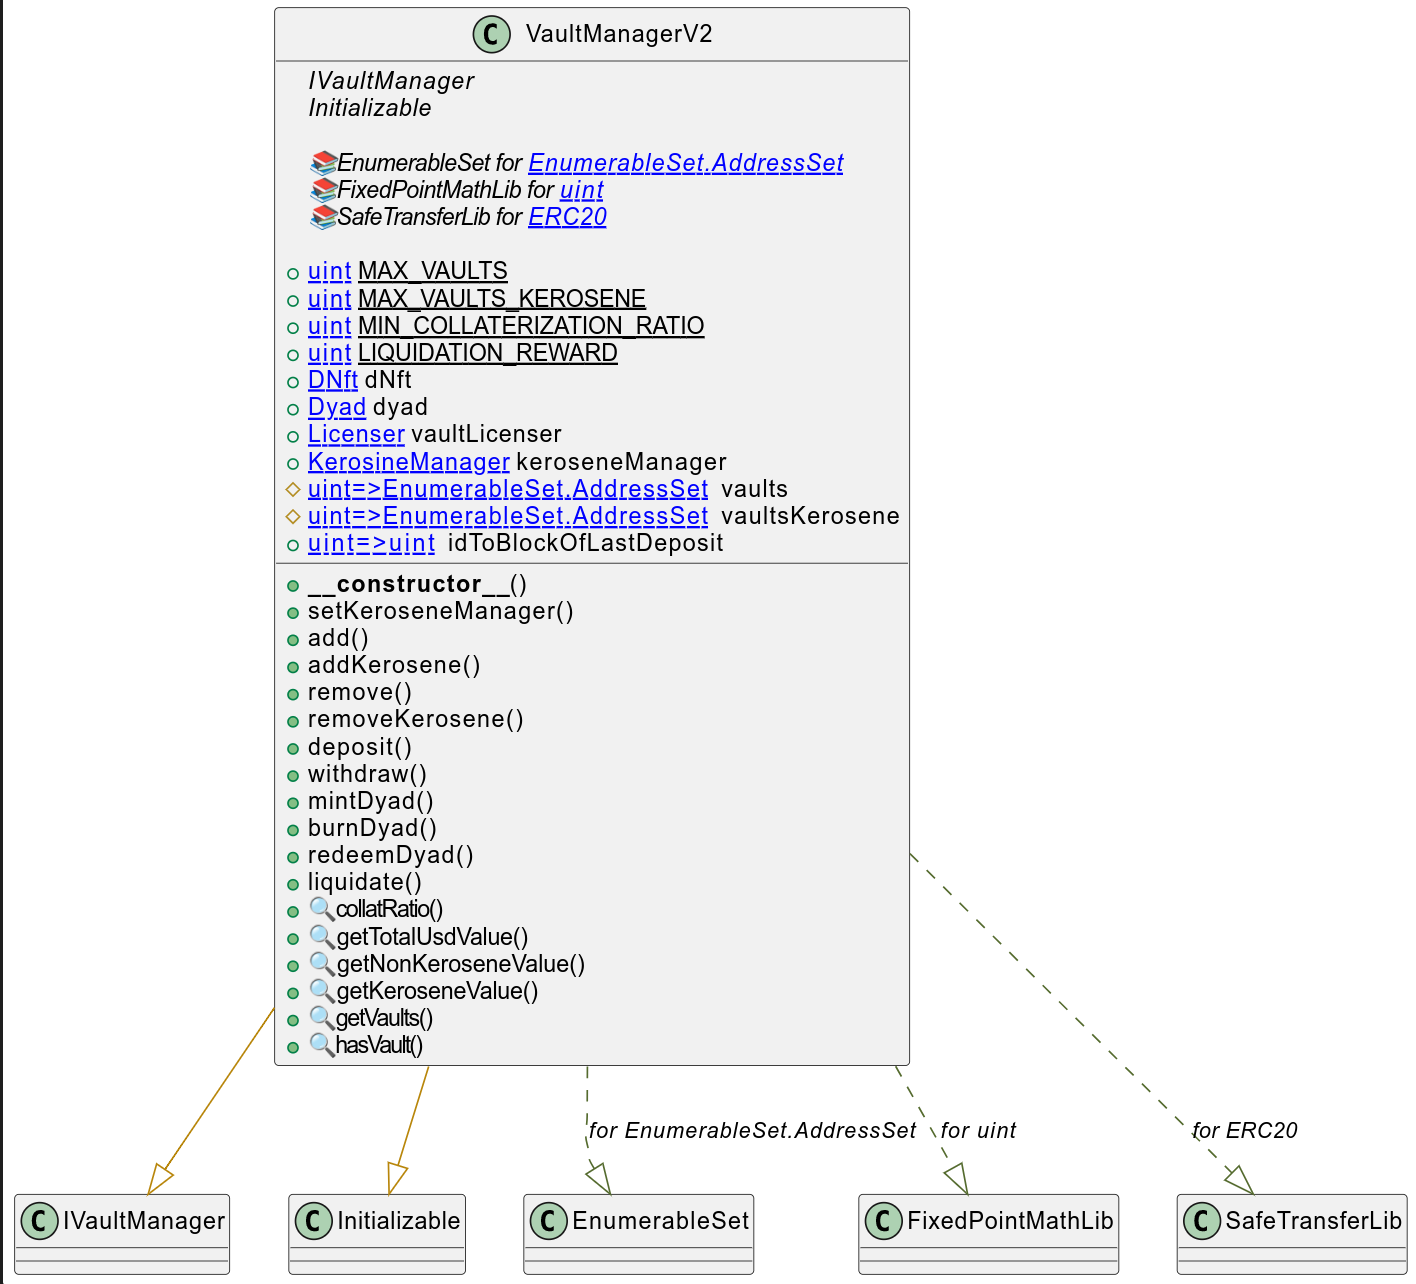 C VaultManagerV2
IVaultManager
Initializable
EnumerableSet for EnumerableSet.AddressSet
FixedPointMathLib for uint
SafeTransferLib for ERC20
uint MAX_VAULTS
uint MAX_VAULTS_KEROSENE
uint MIN_COLLATERIZATION_RATIO
uint LIQUIDATION_REWARD
DNft dNft
Dyad dyad
Licenser vaultLicenser
KerosineManager keroseneManager
uint=>EnumerableSet.AddressSet vaults
uint=>EnumerableSet.AddressSet vaultsKerosene
uint=>uint idToBlockOfLastDeposit
__constructor__()
setKeroseneManager()
add()
addKerosene()
remove()
removeKerosene()
deposit()
withdraw()
mintDyad()
burnDyad()
redeemDyad()
liquidate()
collatRatio()
getTotalUsdValue()
getNonKeroseneValue()
getKeroseneValue()
getVaults()
hasVault()
for EnumerableSet.AddressSet
for uint
for ERC20
C IVaultManager
C Initializable
C EnumerableSet
C FixedPointMathLib
C SafeTransferLib